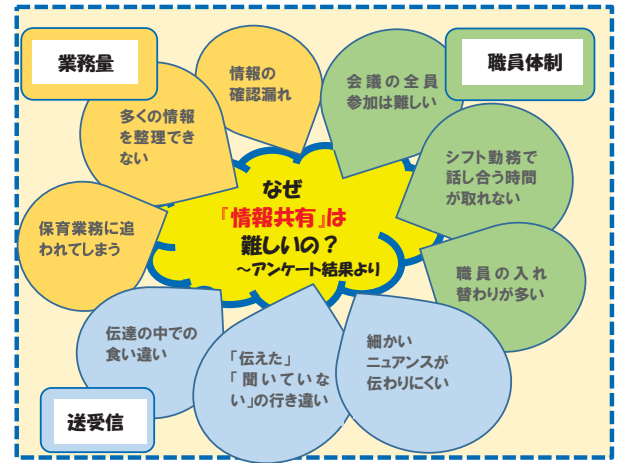 業務量
情報の
確認漏れ
多くの情報
を整理でき
ない
保育業務に追
われてしまう
職員体制
会議の全員
参加は難しい
シフト勤務で
話し合う時間
が取れない
職員の入れ
替わりが多い
なぜ
『情報共有』は
難しいの？
～アンケート結果より
送受信
伝達の中での
食い違い
「伝えた」
「聞いていな
い」の行き違い
細かい
ニュアンスが
伝わりにくい